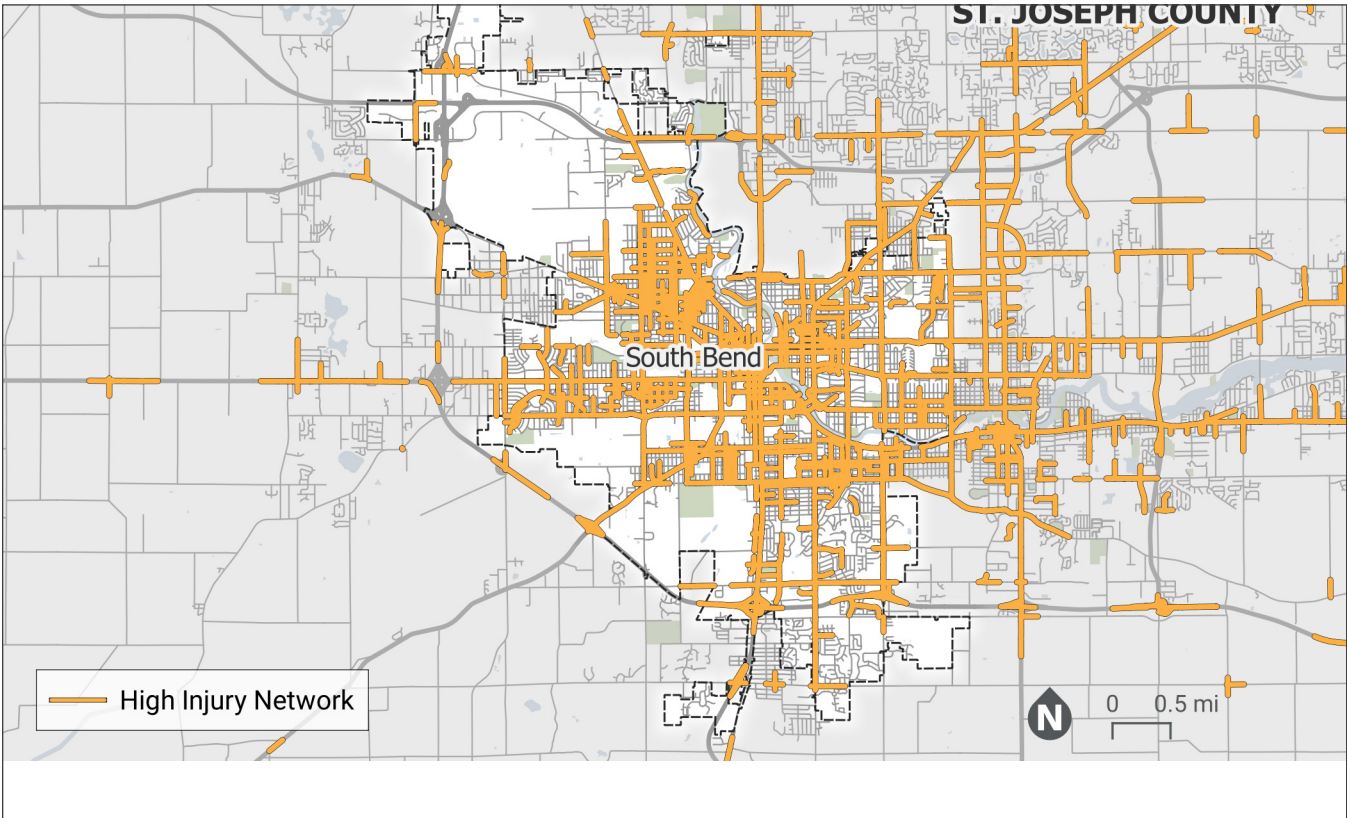 ST. JOSEPH COUNTY
South Bend
High Injury Network
N
0 0.5 mi